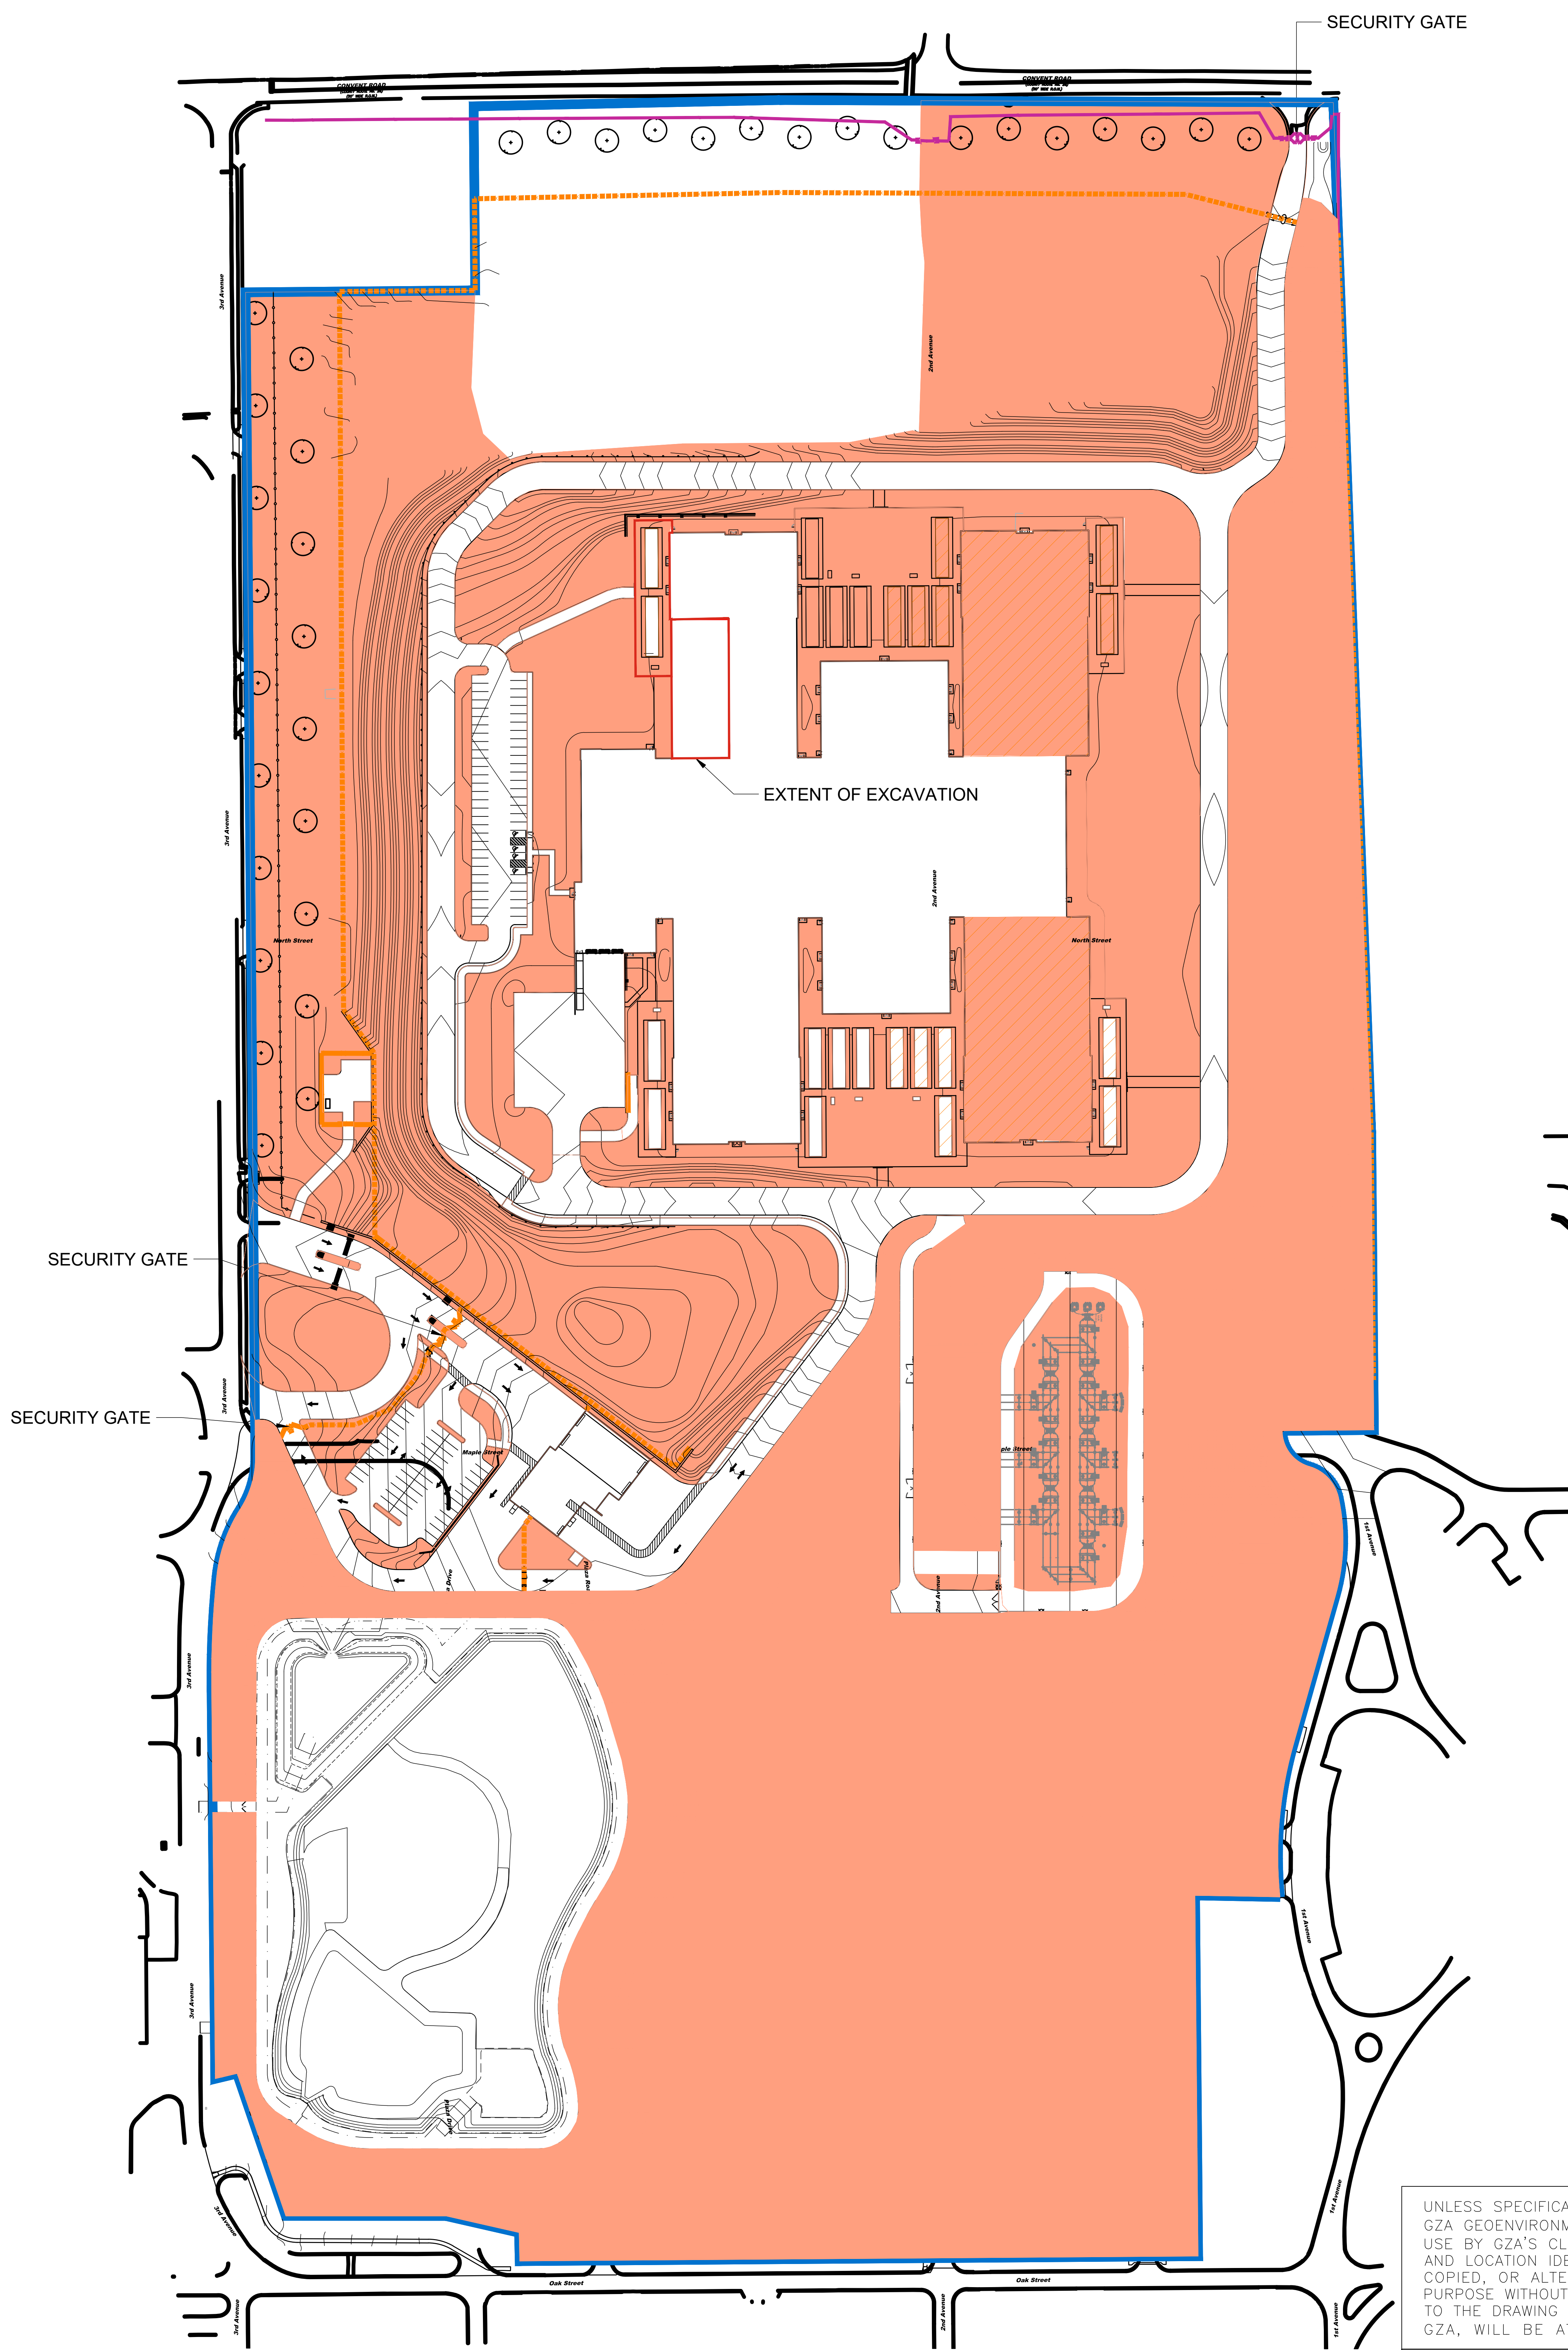 SECURITY GATE
CONVENT ROAD
CONVENT ROAD
3rd Avenue
2nd Avenue
EXTENT OF EXCAVATION
3rd Avenue
2nd Avenue
North Street
North Street
SECURITY GATE
3rd Avenue
SECURITY GATE
Maple Street
ple Street
1st Avenue
a Drive
2nd Avenue
3rd Avenue
1st Avenue
3rd Avenue
Plaza Drive
1st Avenue
3rd Avenue
UNLESS SPECIFICA
GZA GEOENVIRONM
USE BY GZA'S CL
AND LOCATION IDE
COPIED, OR ALTE
PURPOSE WITHOUT
TO THE DRAWING
GZA, WILL BE A
Oak Street
Oak Street
3rd Avenue
2nd Avenue
1st Avenue